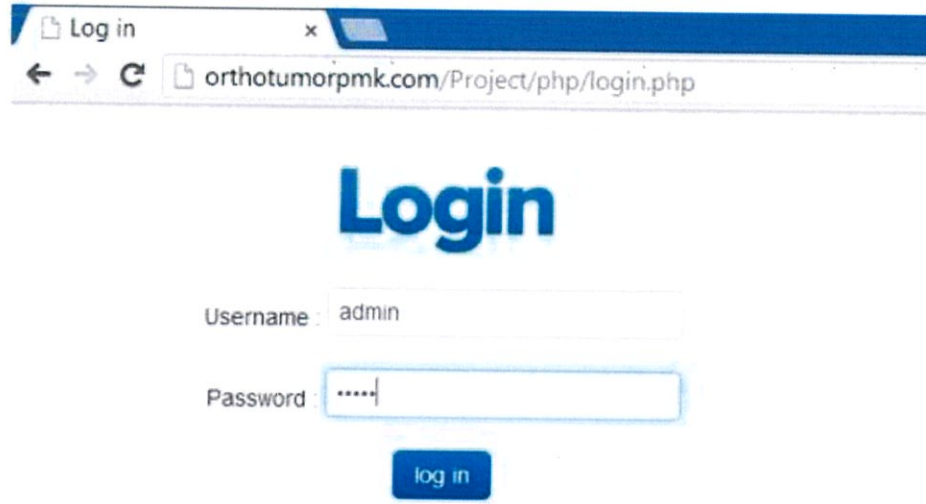 Log in ×
orthotumorpmk.com/Project/php/login.php
Login
Username : admin
Password : •••••
log in